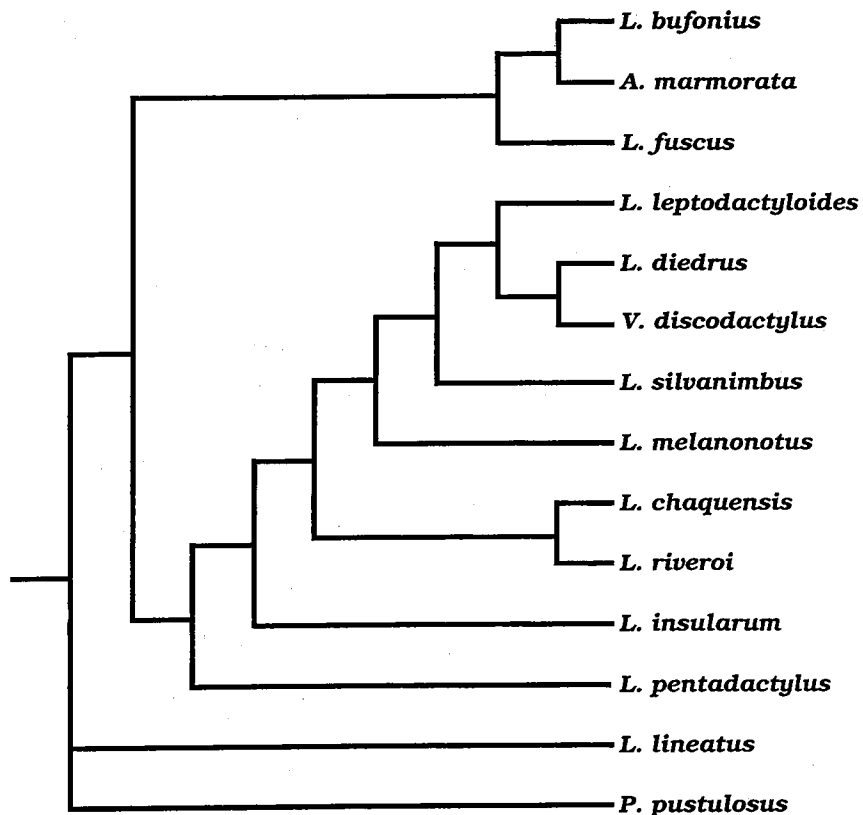 L. bufonius
A. marmorata
L. fuscus
L. leptodactyloides
L. diedrus
V. discodactylus
L. silvanimbus
L. melanonotus
L. chaquensis
L. riveroi
L. insularum
L. pentadactylus
L. lineatus
P. pustulosus